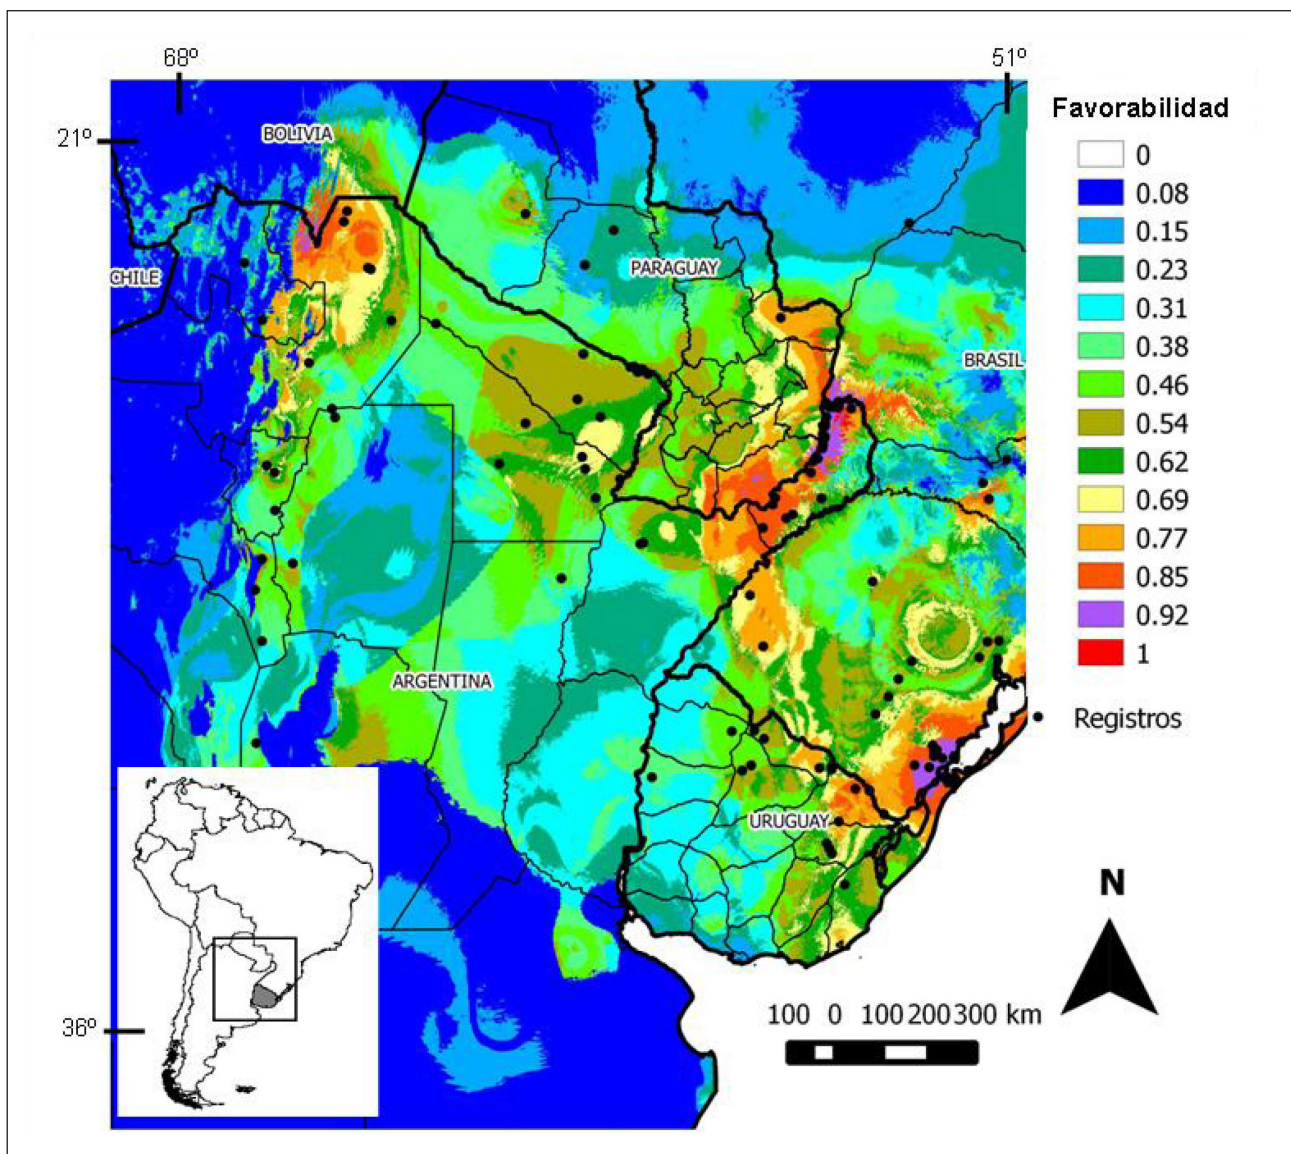 68º
51º
21º
BOLIVIA
CHILE
PARAGUAY
BRASIL
ARGENTINA
URUGUAY
36º
Favorabilidad
0
0.08
0.15
0.23
0.31
0.38
0.46
0.54
0.62
0.69
0.77
0.85
0.92
1
Registros
N
100 0 100 200 300 km